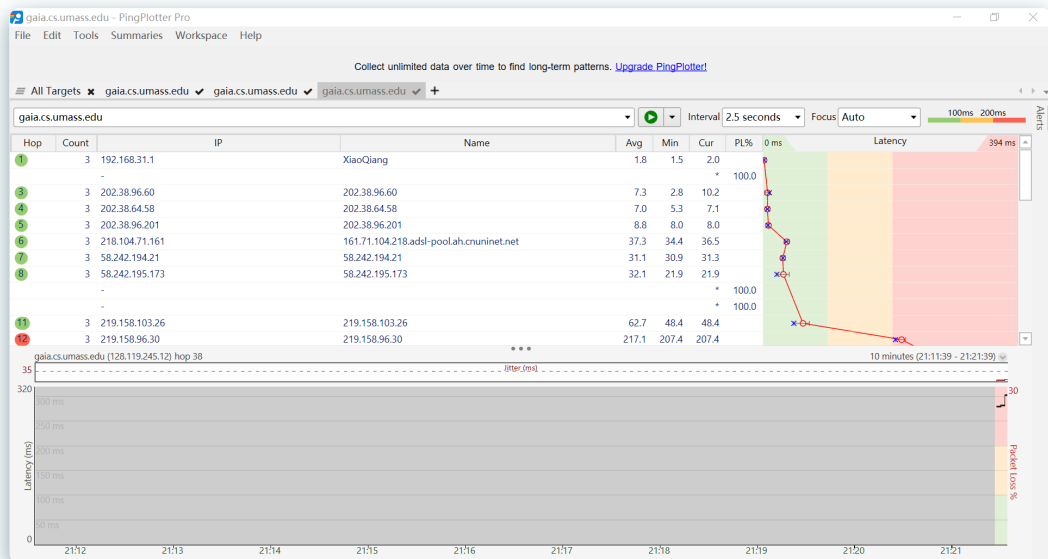 gaia.cs.umass.edu - PingPlotter Pro
File Edit Tools Summaries Workspace Help
Collect unlimited data over time to find long-term patterns. Upgrade PingPlotter!
All Targets gaia.cs.umass.edu gaia.cs.umass.edu gaia.cs.umass.edu +
gaia.cs.umass.edu Interval 2.5 seconds Focus Auto 100ms 200ms Alerts
Hop Count IP Name Avg Min Cur PL% 0 ms Latency 394 ms
1 3 192.168.31.1 XiaoQiang 1.8 1.5 2.0
- * 100.0
3 3 202.38.96.60 202.38.96.60 7.3 2.8 10.2
4 3 202.38.64.58 202.38.64.58 7.0 5.3 7.1
5 3 202.38.96.201 202.38.96.201 8.8 8.0 8.0
6 3 218.104.71.161 161.71.104.218.adsl-pool.ah.cnuninet.net 37.3 34.4 36.5
7 3 58.242.194.21 58.242.194.21 31.1 30.9 31.3
8 3 58.242.195.173 58.242.195.173 32.1 21.9 21.9
- * 100.0
- * 100.0
11 3 219.158.103.26 219.158.103.26 62.7 48.4 48.4
12 3 219.158.96.30 219.158.96.30 217.1 207.4 207.4
gaia.cs.umass.edu (128.119.245.12) hop 38 10 minutes (21:11:39 - 21:21:39)
35 Jitter (ms)
320 30
300 ms
250 ms
200 ms
150 ms
100 ms
50 ms
0
Latency (ms)
Packet Loss %
21:12 21:13 21:14 21:15 21:16 21:17 21:18 21:19 21:20 21:21